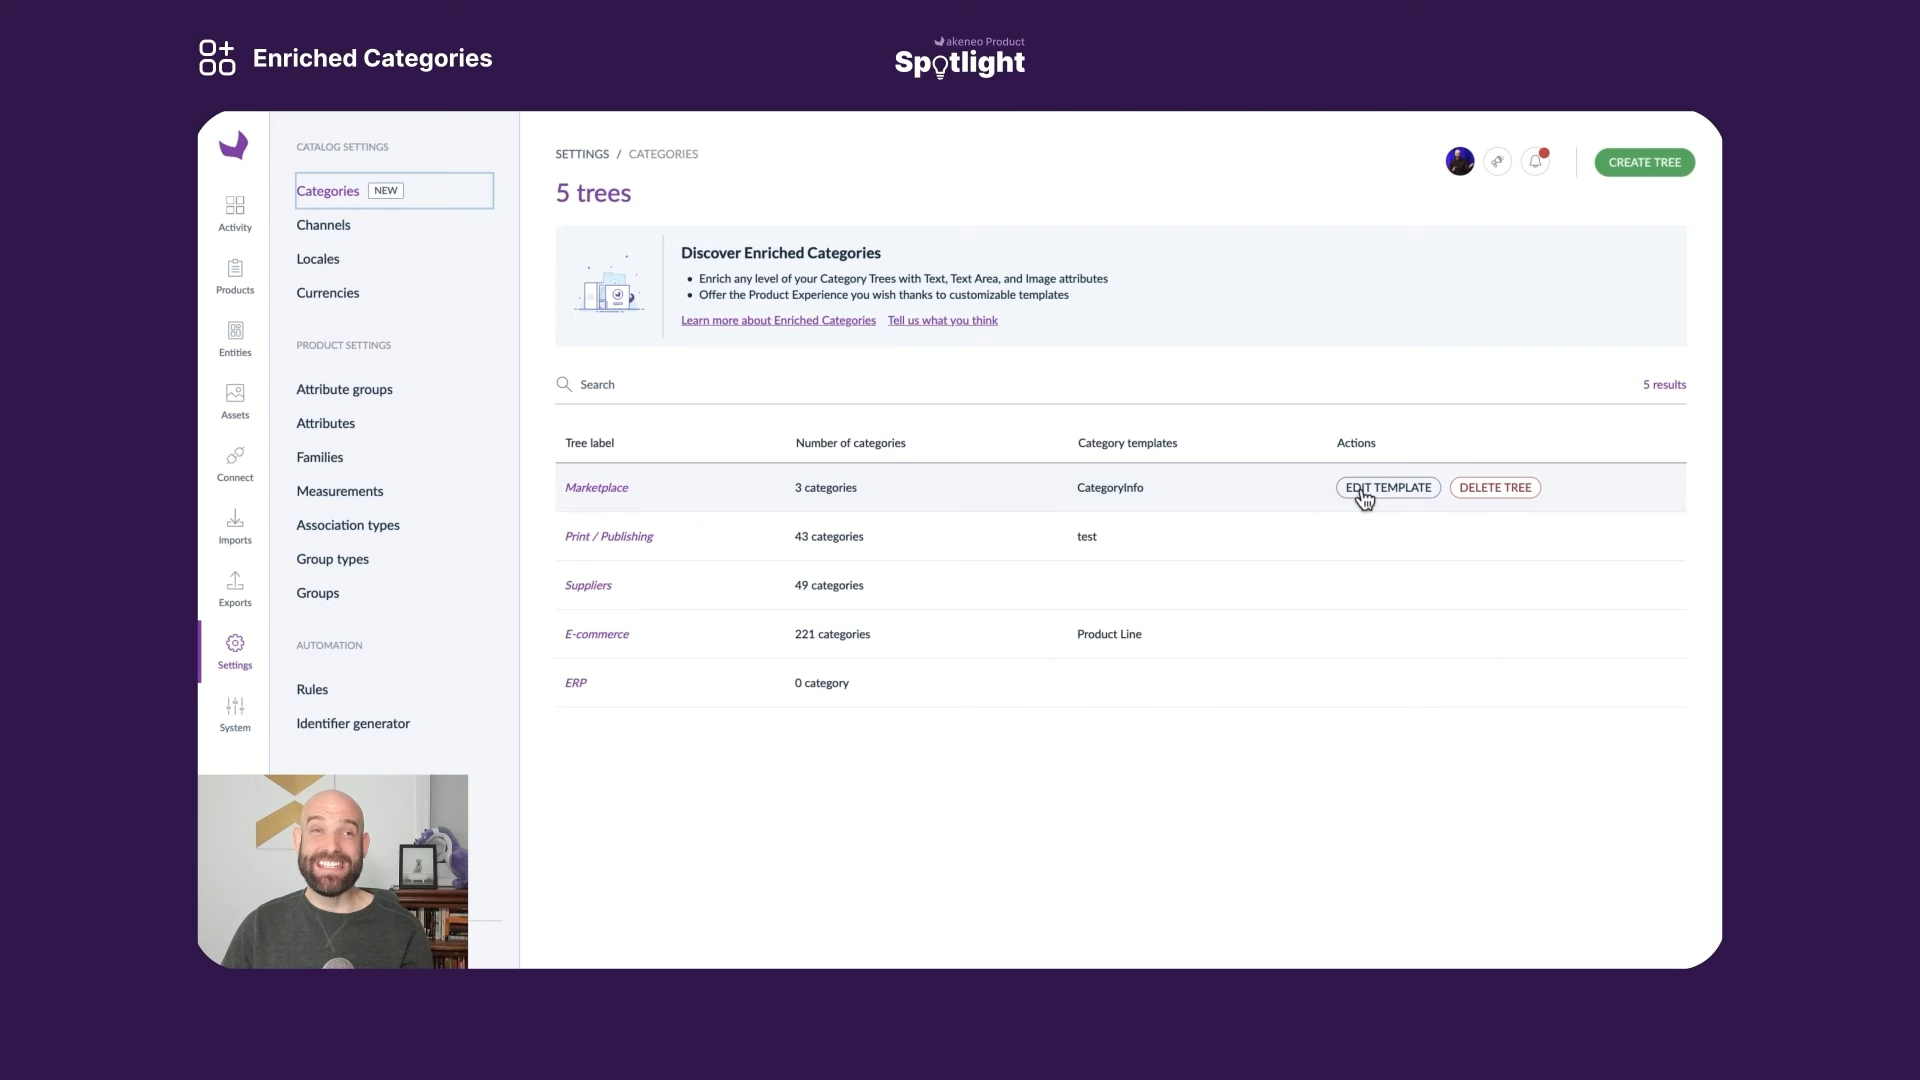 Enriched Categories
akeneo Product
Spotlight
CATALOG SETTINGS
Categories NEW
Channels
Locales
Currencies
PRODUCT SETTINGS
Attribute groups
Attributes
Families
Measurements
Association types
Group types
Groups
AUTOMATION
Rules
Identifier generator
Activity
Products
Entities
Assets
Connect
Imports
Exports
Settings
System
SETTINGS / CATEGORIES
CREATE TREE
5 trees
Discover Enriched Categories
• Enrich any level of your Category Trees with Text, Text Area, and Image attributes
• Offer the Product Experience you wish thanks to customizable templates
Learn more about Enriched Categories Tell us what you think
Search 5 results
Tree label Number of categories Category templates Actions
Marketplace 3 categories CategoryInfo EDIT TEMPLATE DELETE TREE
Print / Publishing 43 categories test
Suppliers 49 categories
E-commerce 221 categories Product Line
ERP 0 category